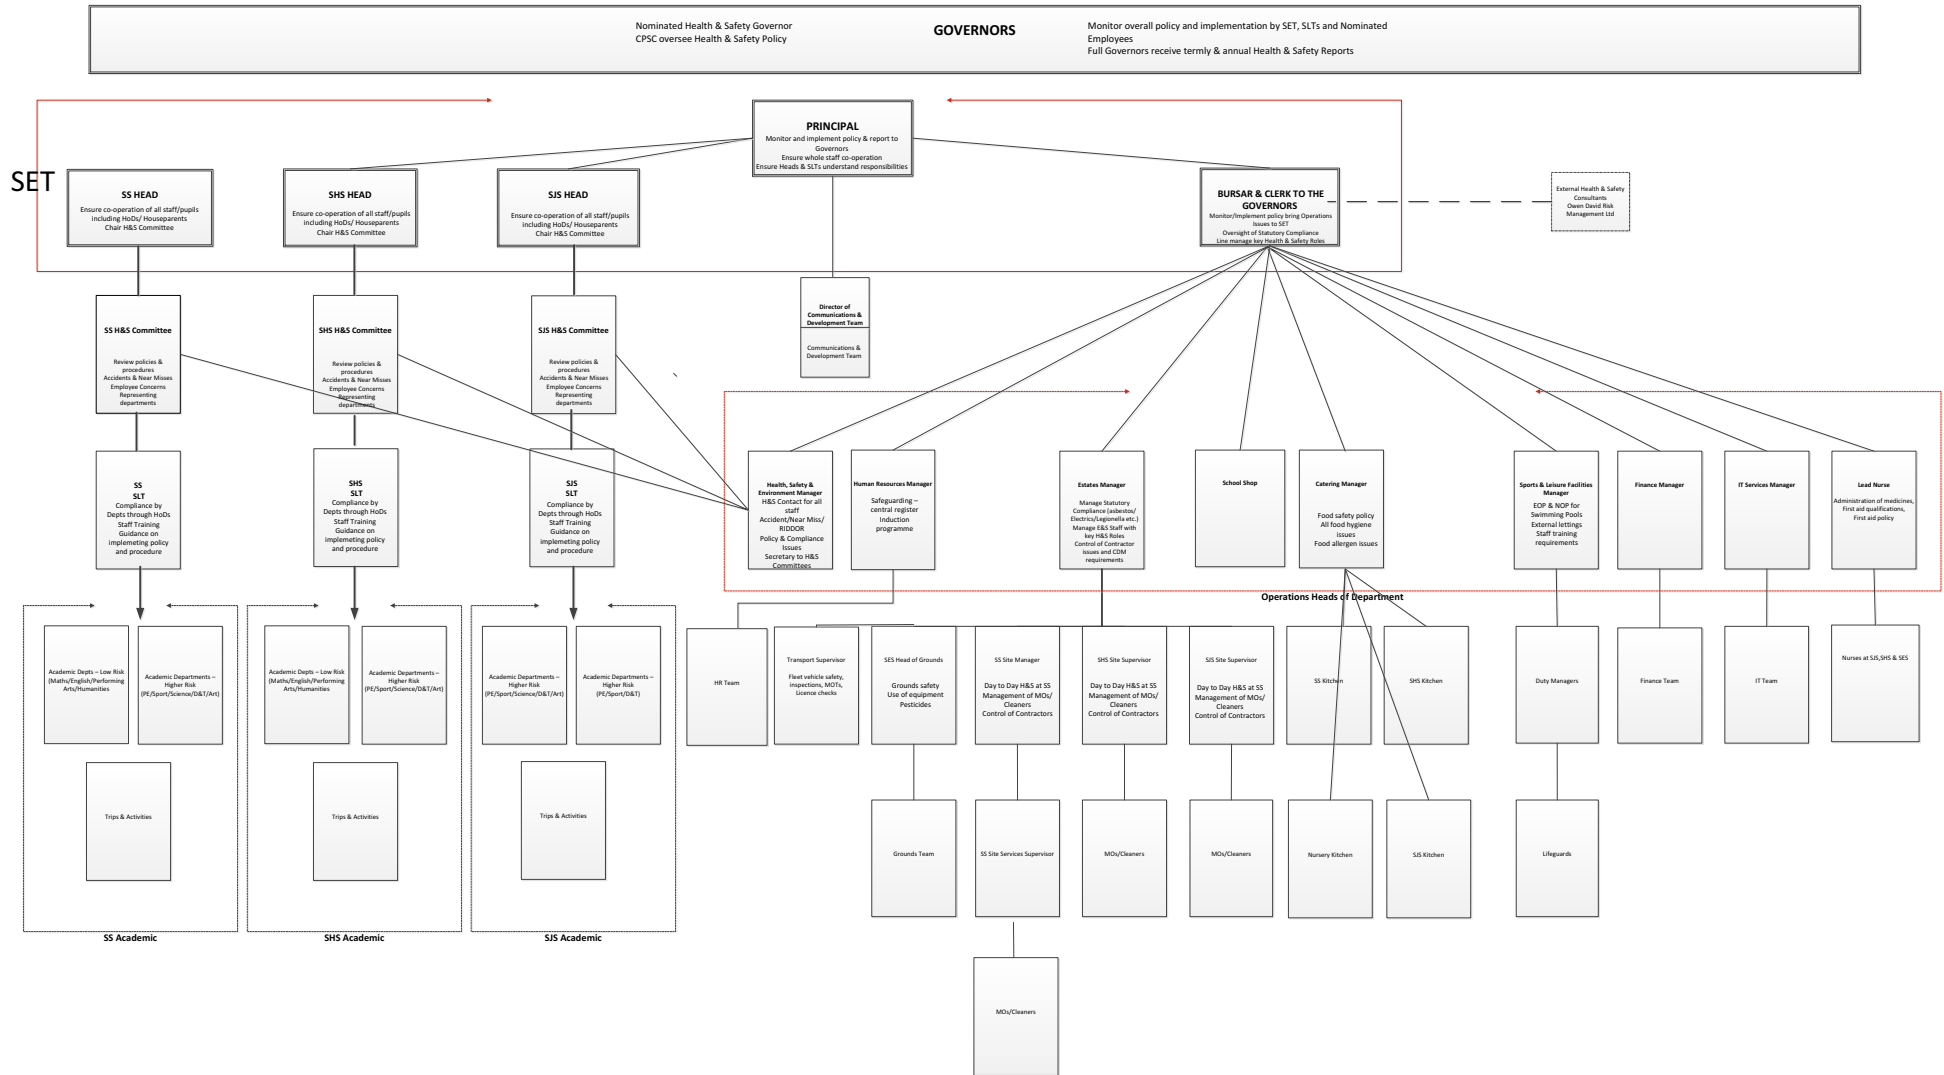 Nominated Health & Safety Governor
CPSC oversee Health & Safety Policy
GOVERNORS
Monitor overall policy and implementation by SET, SLTs and Nominated
Employees
Full Governors receive termly & annual Health & Safety Reports
PRINCIPAL
Monitor and implement policy & report to
Governors
Ensure whole staff co-operation
Ensure Heads & SLTs understand responsibilities
SET
SS HEAD
Ensure co-operation of all staff/pupils
including HoDs/ Houseparents
Chair H&S Committee
SHS HEAD
Ensure co-operation of all staff/pupils
including HoDs/ Houseparents
Chair H&S Committee
SJS HEAD
Ensure co-operation of all staff/pupils
including HoDs/ Houseparents
Chair H&S Committee
BURSAR & CLERK TO THE
GOVERNORS
Monitor/Implement policy bring Operations
Issues to SET
Oversight of Statutory Compliance
Line manage key Health & Safety Roles
External Health & Safety
Consultants
Owen David Risk
Management Ltd
SS H&S Committee
Review policies &
procedures
Accidents & Near Misses
Employee Concerns
Representing
departments
SHS H&S Committee
Review policies &
procedures
Accidents & Near Misses
Employee Concerns
Representing
departments
SJS H&S Committee
Review policies &
procedures
Accidents & Near Misses
Employee Concerns
Representing
departments
Director of
Communications &
Development Team
Communications &
Development Team
`
SS
SLT
Compliance by
Depts through HoDs
Staff Training
Guidance on
implemeting policy
and procedure
SHS
SLT
Compliance by
Depts through HoDs
Staff Training
Guidance on
implemeting policy
and procedure
SJS
SLT
Compliance by
Depts through HoDs
Staff Training
Guidance on
implemeting policy
and procedure
Health, Safety &
Environment Manager
H&S Contact for all
staff
Accident/Near Miss/
RIDDOR
Policy & Compliance
Issues
Secretary to H&S
Committees
Human Resources Manager
Safeguarding –
central register
Induction
programme
Estates Manager
Manage Statutory
Compliance (asbestos/
Electrics/Legionella etc.)
Manage E&S Staff with
key H&S Roles
Control of Contractor
issues and CDM
requirements
School Shop
Catering Manager
Food safety policy
All food hygiene
issues
Food allergen issues
Sports & Leisure Facilities
Manager
EOP & NOP for
Swimming Pools
External lettings
Staff training
requirements
Finance Manager
IT Services Manager
Lead Nurse
Administration of medicines,
First aid qualifications,
First aid policy
Operations Heads of Department
Academic Depts – Low Risk
(Maths/English/Performing
Arts/Humanities
Academic Departments –
Higher Risk
(PE/Sport/Science/D&T/Art)
Trips & Activities
SS Academic
Academic Depts – Low Risk
(Maths/English/Performing
Arts/Humanities
Academic Departments –
Higher Risk
(PE/Sport/Science/D&T/Art)
Trips & Activities
SHS Academic
Academic Departments –
Higher Risk
(PE/Sport/Science/D&T/Art)
Academic Departments –
Higher Risk
(PE/Sport/D&T)
Trips & Activities
SJS Academic
HR Team
Transport Supervisor
Fleet vehicle safety,
inspections, MOTs,
Licence checks
SES Head of Grounds
Grounds safety
Use of equipment
Pesticides
SS Site Manager
Day to Day H&S at SS
Management of MOs/
Cleaners
Control of Contractors
SHS Site Supervisor
Day to Day H&S at SS
Management of MOs/
Cleaners
Control of Contractors
SJS Site Supervisor
Day to Day H&S at SS
Management of MOs/
Cleaners
Control of Contractors
SS Kitchen
SHS Kitchen
Duty Managers
Finance Team
IT Team
Nurses at SJS,SHS & SES
Grounds Team
SS Site Services Supervisor
MOs/Cleaners
MOs/Cleaners
Nursery Kitchen
SJS Kitchen
Lifeguards
MOs/Cleaners